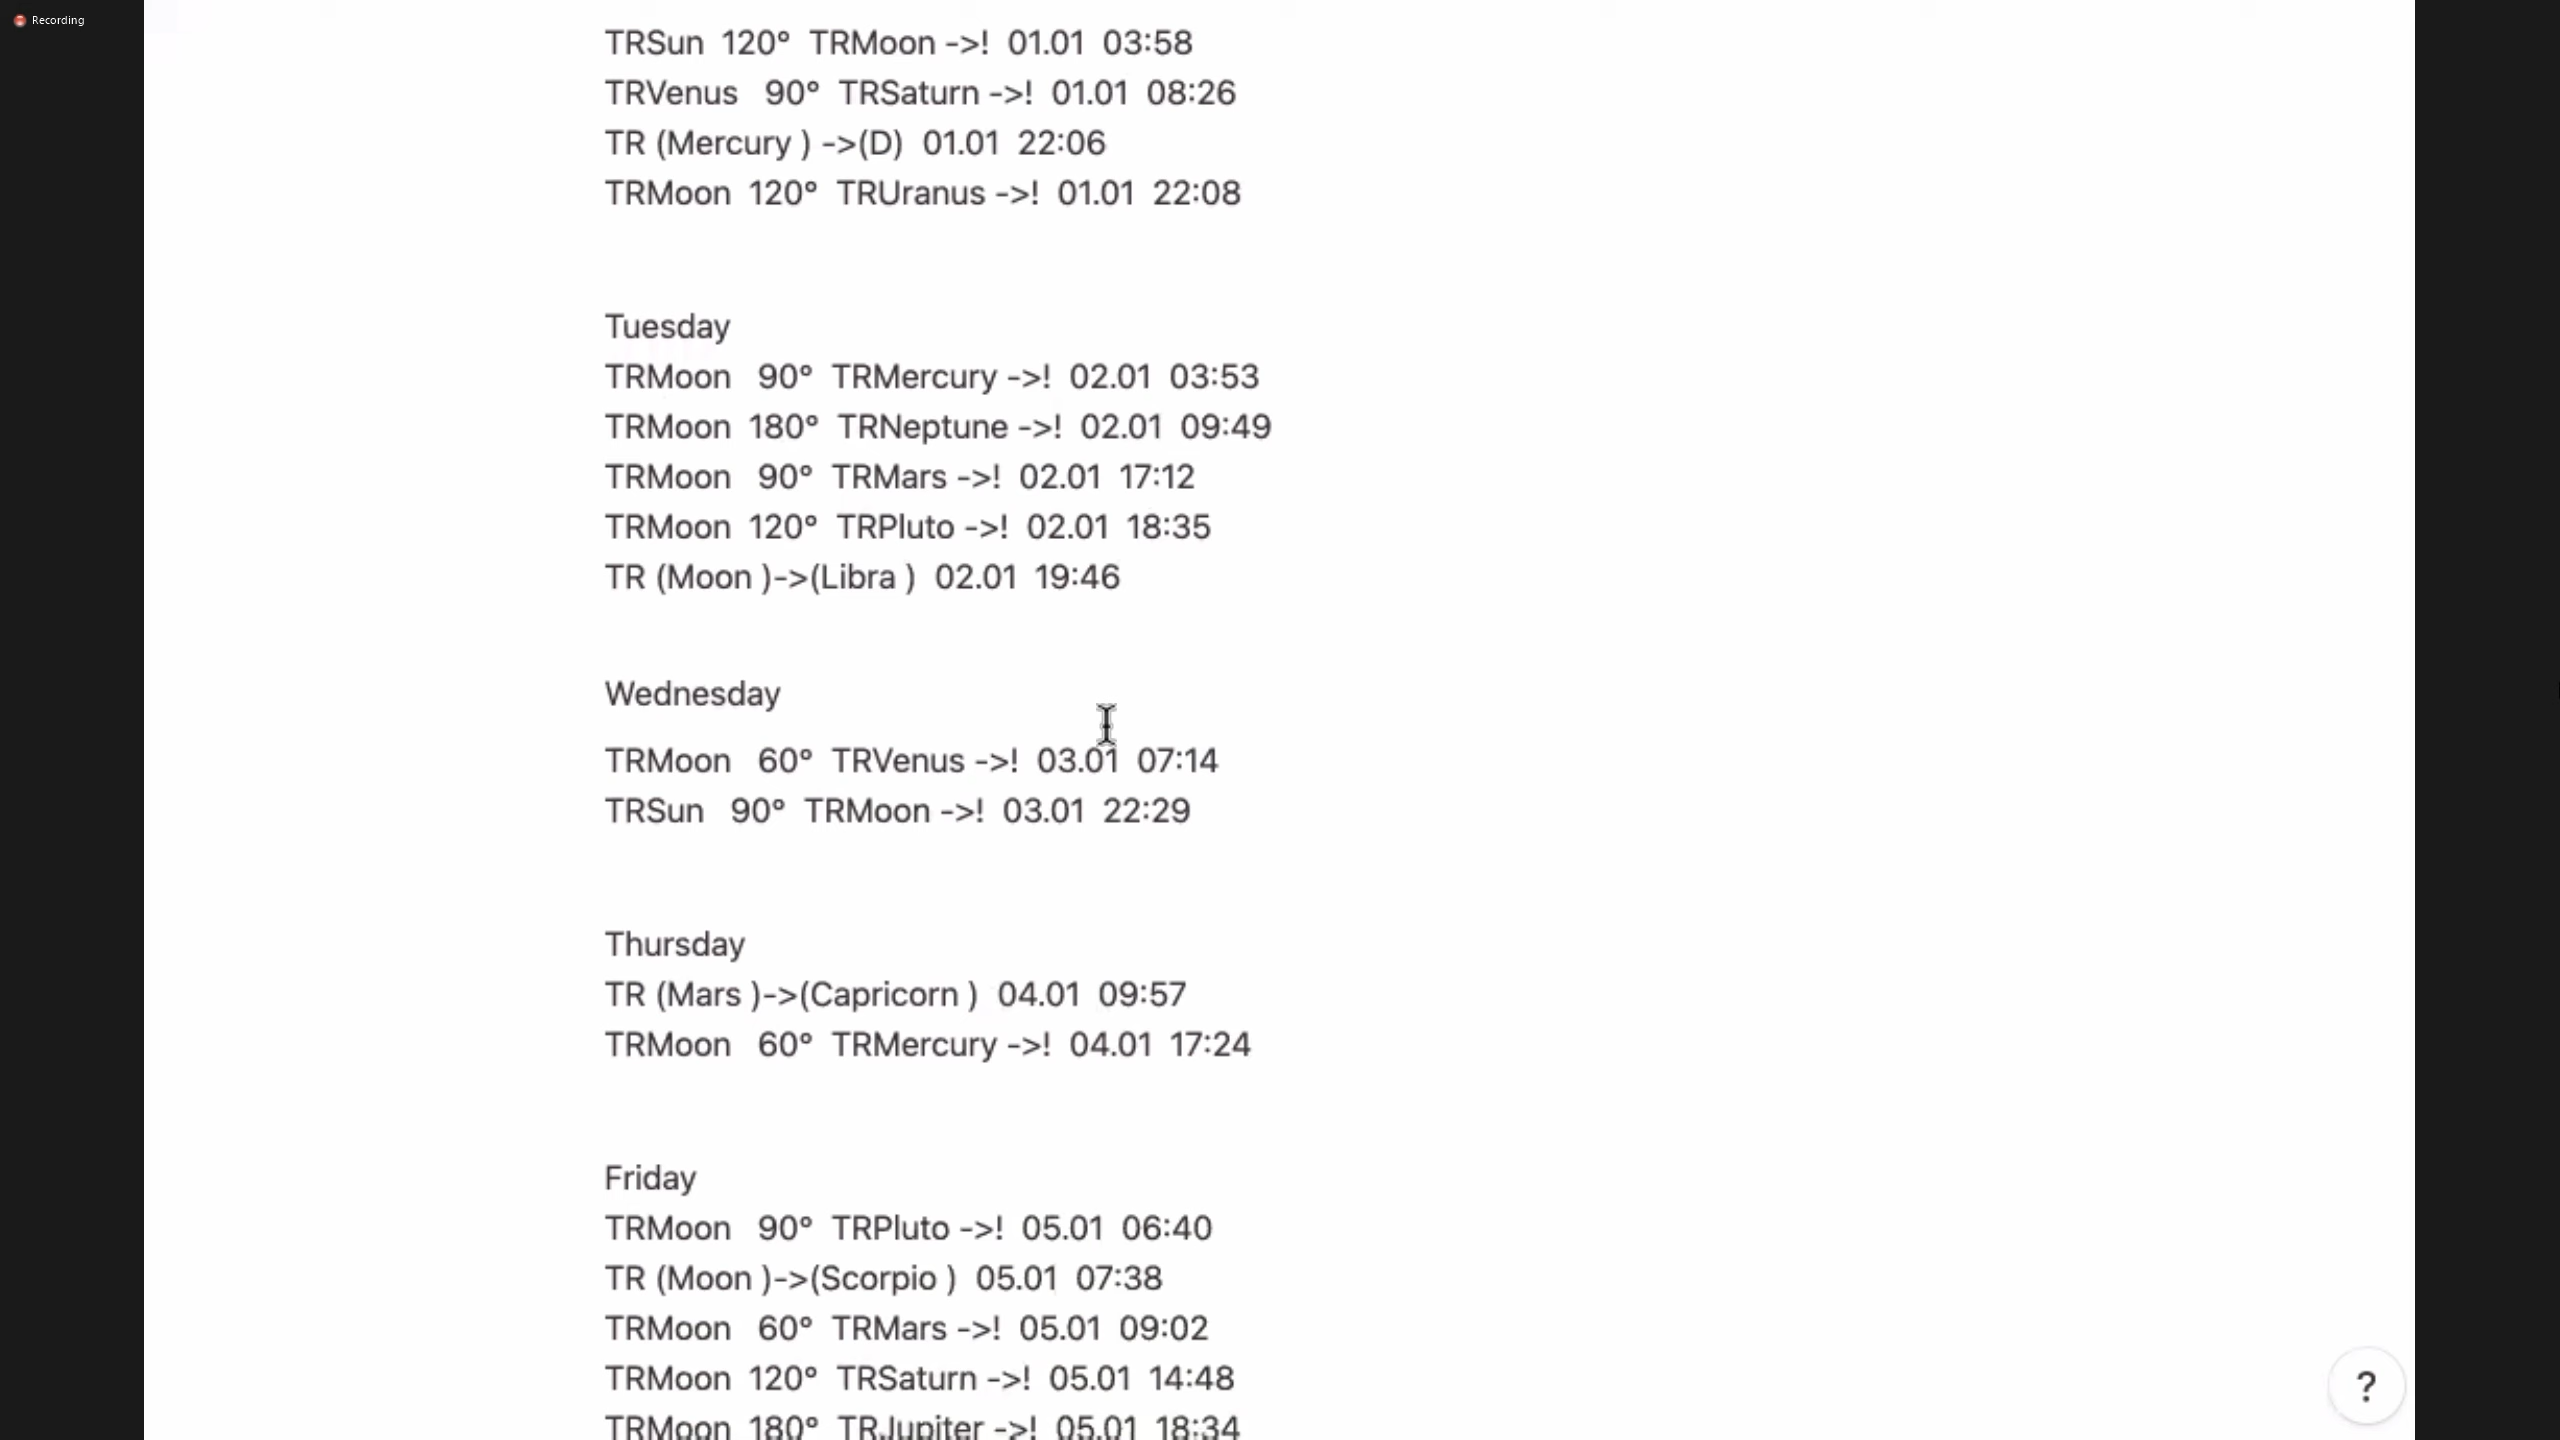 Recording
TRSun 120° TRMoon ->! 01.01 03:58
TRVenus 90° TRSaturn ->! 01.01 08:26
TR (Mercury ) ->(D) 01.01 22:06
TRMoon 120° TRUranus ->! 01.01 22:08
Tuesday
TRMoon 90° TRMercury ->! 02.01 03:53
TRMoon 180° TRNeptune ->! 02.01 09:49
TRMoon 90° TRMars ->! 02.01 17:12
TRMoon 120° TRPluto ->! 02.01 18:35
TR (Moon )->(Libra ) 02.01 19:46
Wednesday
TRMoon 60° TRVenus ->! 03.01 07:14
TRSun 90° TRMoon ->! 03.01 22:29
Thursday
TR (Mars )->(Capricorn ) 04.01 09:57
TRMoon 60° TRMercury ->! 04.01 17:24
Friday
TRMoon 90° TRPluto ->! 05.01 06:40
TR (Moon )->(Scorpio ) 05.01 07:38
TRMoon 60° TRMars ->! 05.01 09:02
TRMoon 120° TRSaturn ->! 05.01 14:48
TRMoon 180° TRJupiter ->! 05.01 18:34
?